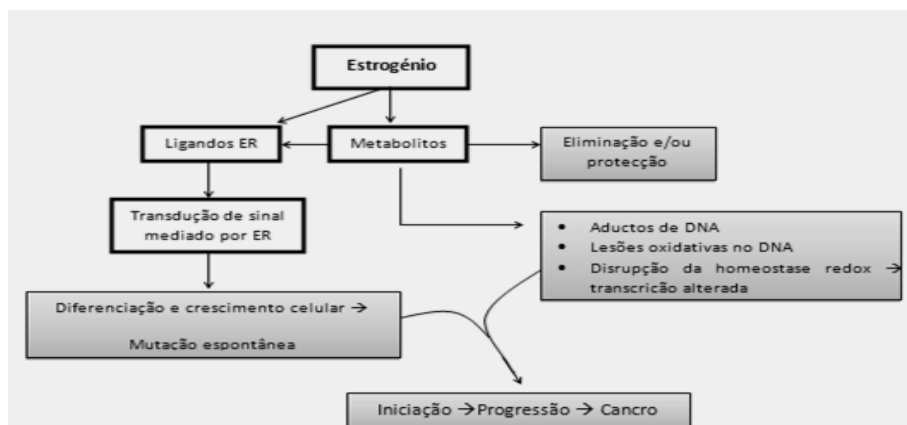 Estrogénio
Ligandos ER
Metabolitos
Eliminação e/ou
protecção
Transdução de sinal
mediado por ER
• Aductos de DNA
• Lesões oxidativas no DNA
• Disrupção da homeostase redox →
transcrição alterada
Diferenciação e crescimento celular →
Mutação espontânea
Iniciação →Progressão → Cancro